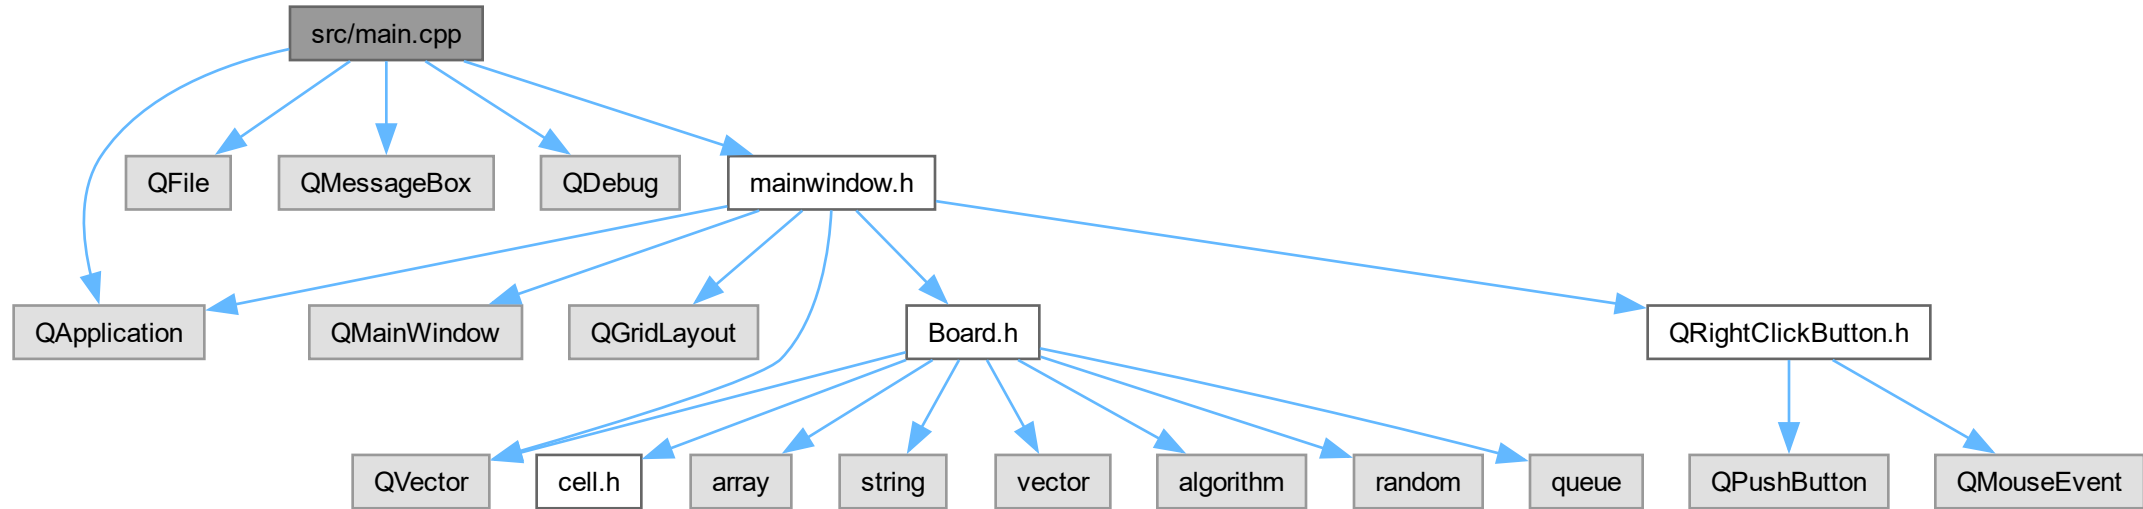 src/main.cpp
QFile
QMessageBox
QDebug
mainwindow.h
QApplication
QMainWindow
QGridLayout
Board.h
QRightClickButton.h
QVector
cell.h
array
string
vector
algorithm
random
queue
QPushButton
QMouseEvent